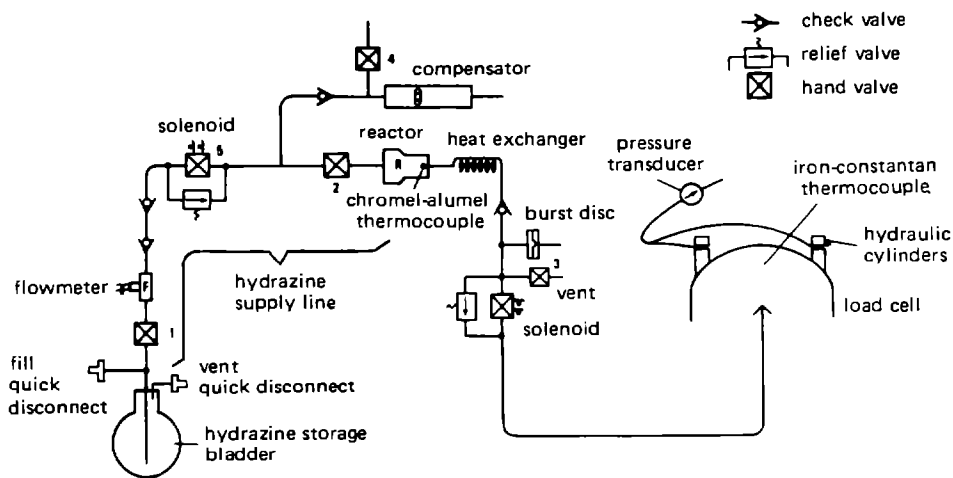 check valve
relief valve
hand valve
4
compensator
solenoid
5
reactor
R
2
heat exchanger
chromel-alumel
thermocouple
pressure
transducer
iron-constantan
thermocouple
burst disc
hydraulic
cylinders
load cell
3
vent
solenoid
flowmeter
F
hydrazine
supply line
1
fill
quick
disconnect
vent
quick disconnect
hydrazine storage
bladder